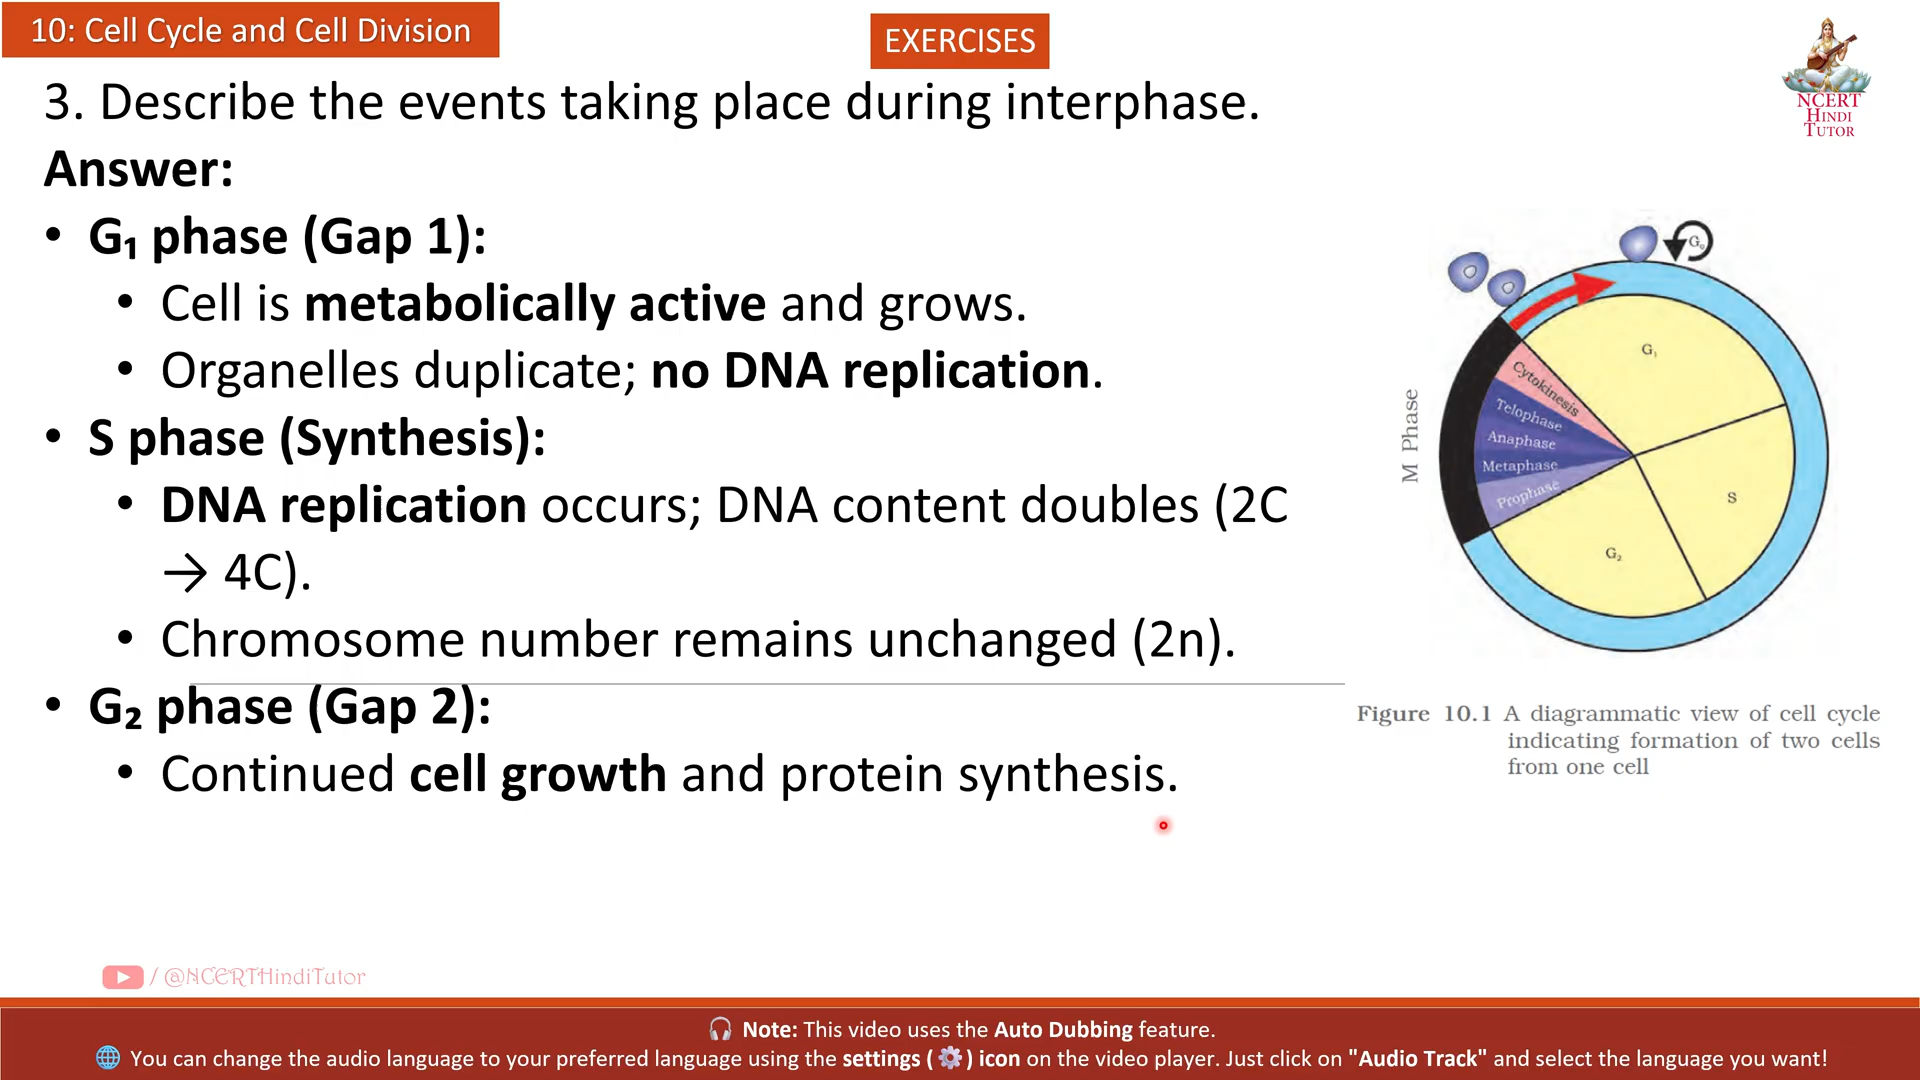 10: Cell Cycle and Cell Division
EXERCISES
NCERT
HINDI
TUTOR
3. Describe the events taking place during interphase.
Answer:
• G₁ phase (Gap 1):
• Cell is metabolically active and grows.
• Organelles duplicate; no DNA replication.
• S phase (Synthesis):
• DNA replication occurs; DNA content doubles (2C
→ 4C).
• Chromosome number remains unchanged (2n).
• G₂ phase (Gap 2):
• Continued cell growth and protein synthesis.
G₀
G₁
Cytokinesis
Telophase
Anaphase
Metaphase
Prophase
M Phase
S
G₂
Figure 10.1 A diagrammatic view of cell cycle
indicating formation of two cells
from one cell
/ @NCERTHindiTutor
Note: This video uses the Auto Dubbing feature.
You can change the audio language to your preferred language using the settings ( ⚙ ) icon on the video player. Just click on "Audio Track" and select the language you want!